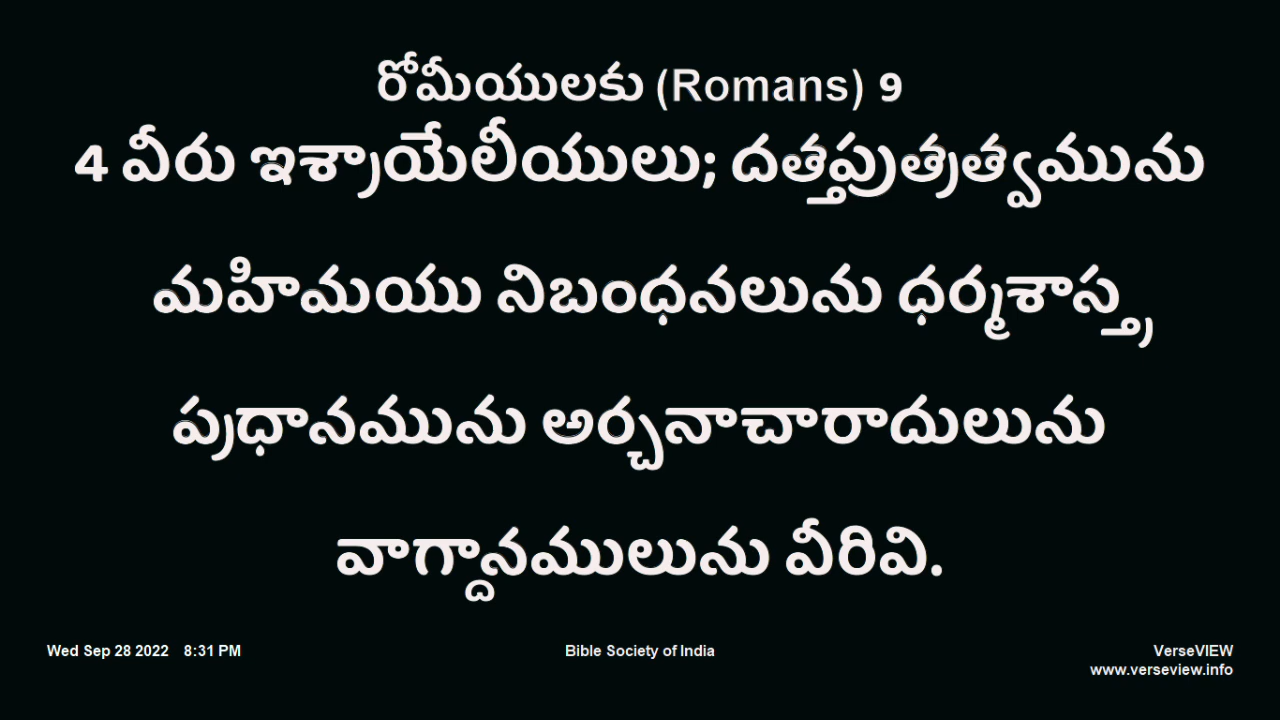 రోమీయులకు (Romans) 9
4 వీరు ఇశ్రాయేలీయులు; దత్తపుత్రత్వమును
మహిమయు నిబంధనలును ధర్మశాస్త్ర
ప్రధానమును అర్చనాచారాదులును
వాగ్దానములును వీరివి.
Wed Sep 28 2022 8:31 PM
Bible Society of India
VerseVIEW
www.verseview.info